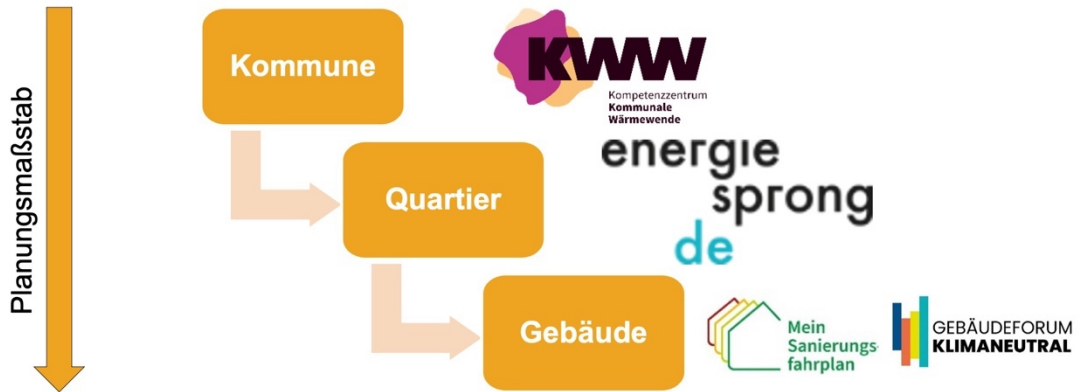 Planungsmaßstab
Kommune
KWW
Kompetenzzentrum
Kommunale
Wärmewende
Quartier
energie
sprong
de
Gebäude
Mein
Sanierungs-
fahrplan
GEBÄUDEFORUM
KLIMANEUTRAL